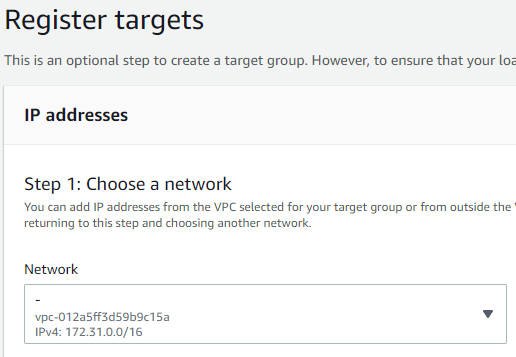 Register targets
This is an optional step to create a target group. However, to ensure that your loa
IP addresses
Step 1: Choose a network
You can add IP addresses from the VPC selected for your target group or from outside the V
returning to this step and choosing another network.
Network
-
vpc-012a5ff3d59b9c15a
IPv4: 172.31.0.0/16